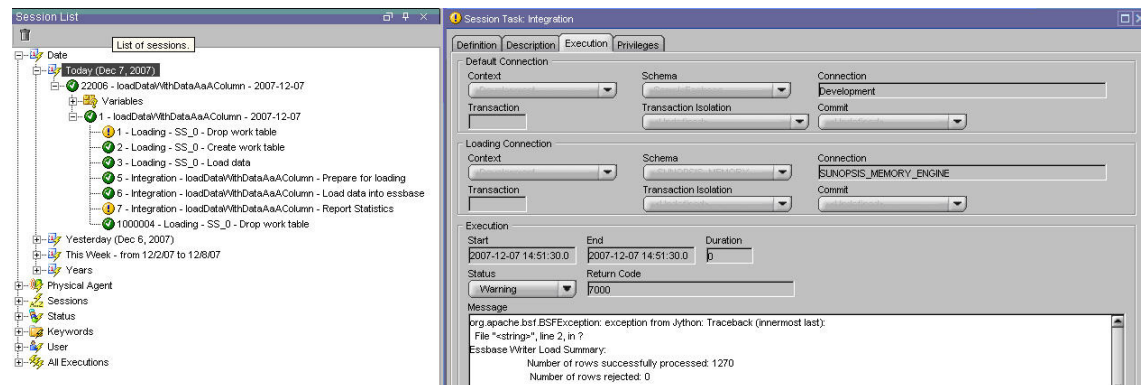 Session List
List of sessions.
Date
Today (Dec 7, 2007)
22006 - loadDataWithDataAaAColumn - 2007-12-07
Variables
1 - loadDataWithDataAaAColumn - 2007-12-07
1 - Loading - SS_0 - Drop work table
2 - Loading - SS_0 - Create work table
3 - Loading - SS_0 - Load data
5 - Integration - loadDataWithDataAaAColumn - Prepare for loading
6 - Integration - loadDataWithDataAaAColumn - Load data into essbase
7 - Integration - loadDataWithDataAaAColumn - Report Statistics
1000004 - Loading - SS_0 - Drop work table
Yesterday (Dec 6, 2007)
This Week - from 12/2/07 to 12/8/07
Years
Physical Agent
Sessions
Status
Keywords
User
All Executions
Session Task: Integration
Definition Description Execution Privileges
Default Connection
Context Schema Connection
Development
Transaction Transaction Isolation Commit
Loading Connection
Context Schema Connection
SUNOPSIS_MEMORY_ENGINE
Transaction Transaction Isolation Commit
Execution
Start End Duration
2007-12-07 14:51:30.0 2007-12-07 14:51:30.0 0
Status Return Code
Warning 7000
Message
org.apache.bsf.BSFException: exception from Jython: Traceback (innermost last):
File "<string>", line 2, in ?
Essbase Writer Load Summary:
Number of rows successfully processed: 1270
Number of rows rejected: 0